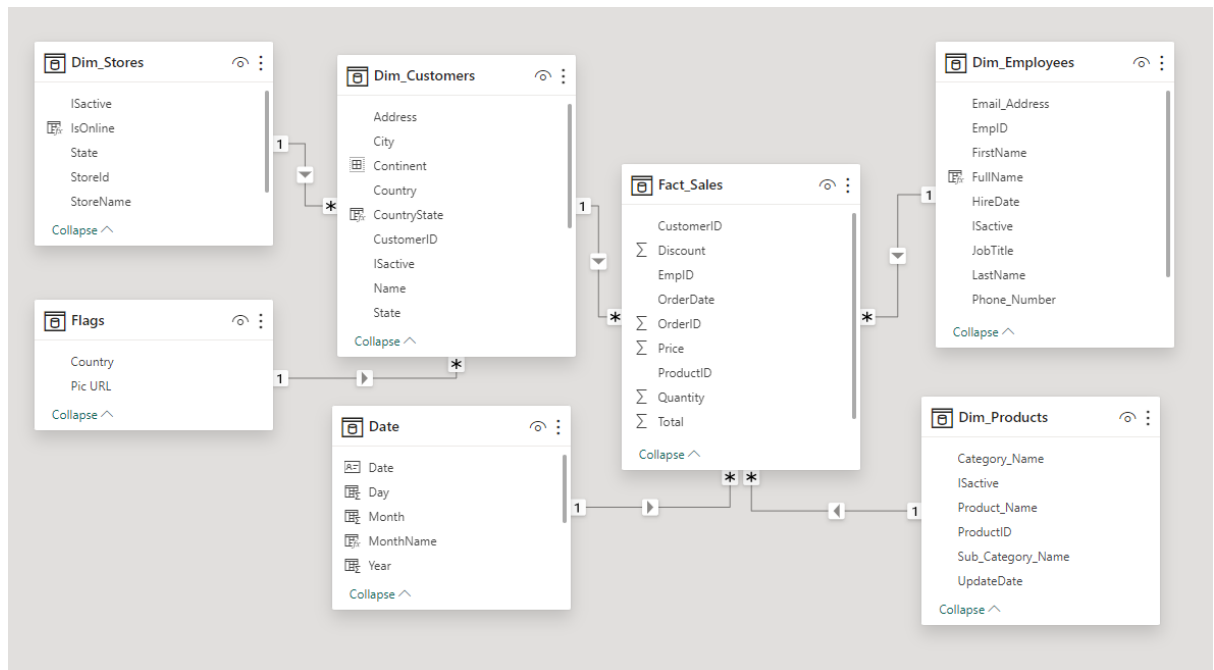 Dim_Stores
ISactive
IsOnline
State
StoreId
StoreName
Collapse
Flags
Country
Pic URL
Collapse
Dim_Customers
Address
City
Continent
Country
CountryState
CustomerID
ISactive
Name
State
Collapse
Date
Date
Day
Month
MonthName
Year
Collapse
Fact_Sales
CustomerID
Discount
EmpID
OrderDate
OrderID
Price
ProductID
Quantity
Total
Collapse
Dim_Employees
Email_Address
EmpID
FirstName
FullName
HireDate
ISactive
JobTitle
LastName
Phone_Number
Collapse
Dim_Products
Category_Name
ISactive
Product_Name
ProductID
Sub_Category_Name
UpdateDate
Collapse
1
*
1
*
1
*
1
*
1
*
1
*